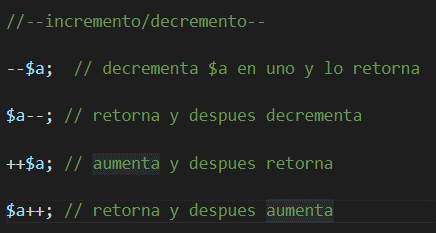 //--incremento/decremento--
--$a;  // decrementa $a en uno y lo retorna
$a--; // retorna y despues decrementa
++$a; // aumenta y despues retorna
$a++; // retorna y despues aumenta